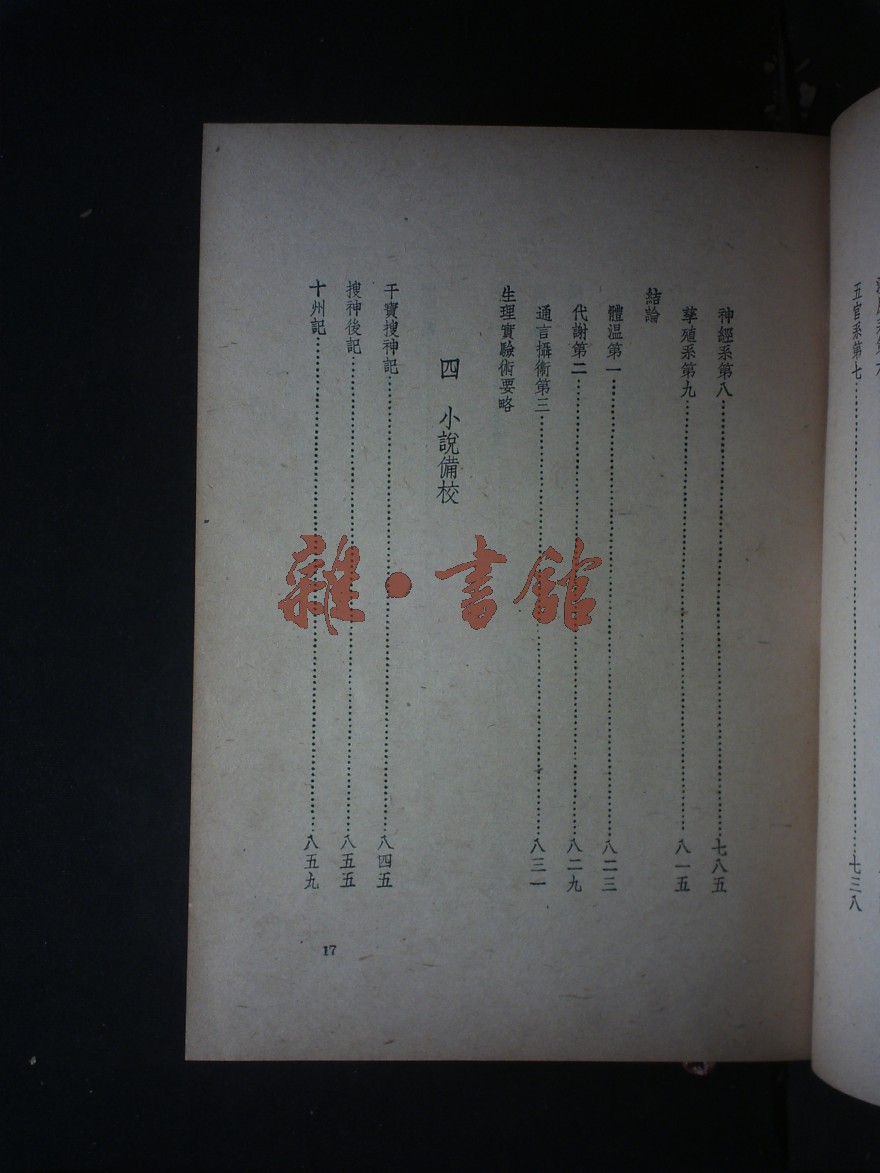 五官系第七……七三八
神經系第八……七八五
孳殖系第九……八一五
結論
體溫第一……八二三
代謝第二……八二九
通言攝衛第三……八三一
生理實驗術要略
四 小說備校
干寶搜神記……八四五
搜神後記……八五五
十州記……八五九
17
雜·書館